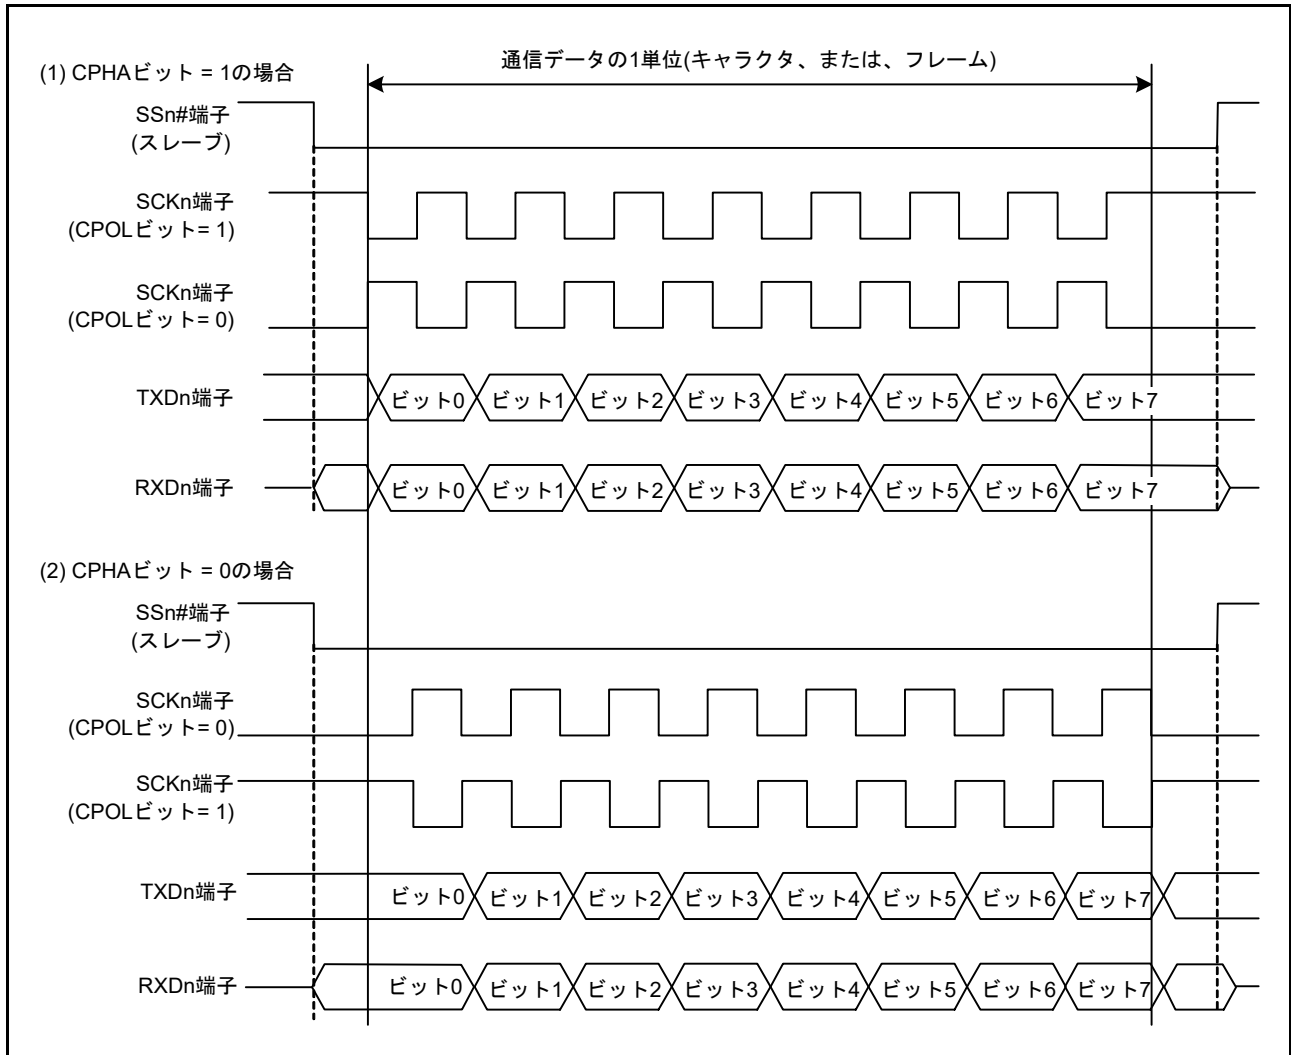 通信データの1単位(キャラクタ、または、フレーム)
(1) CPHAビット = 1の場合
SSn#端子
(スレーブ)
SCKn端子
(CPOLビット= 1)
SCKn端子
(CPOLビット= 0)
TXDn端子
ビット0 ビット1 ビット2 ビット3 ビット4 ビット5 ビット6 ビット7
RXDn端子
ビット0 ビット1 ビット2 ビット3 ビット4 ビット5 ビット6 ビット7
(2) CPHAビット = 0の場合
SSn#端子
(スレーブ)
SCKn端子
(CPOLビット= 0)
SCKn端子
(CPOLビット= 1)
TXDn端子
ビット0 ビット1 ビット2 ビット3 ビット4 ビット5 ビット6 ビット7
RXDn端子
ビット0 ビット1 ビット2 ビット3 ビット4 ビット5 ビット6 ビット7